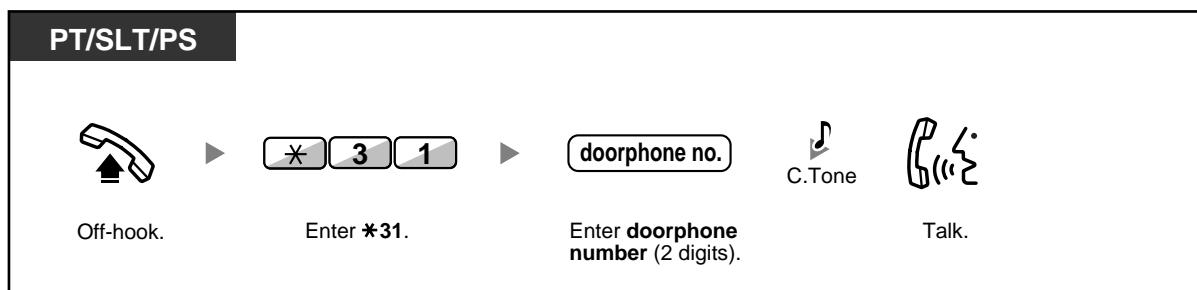 PT/SLT/PS
✳ 3 1
doorphone no.
C.Tone
Off-hook.
Enter ✳31.
Enter doorphone
number (2 digits).
Talk.